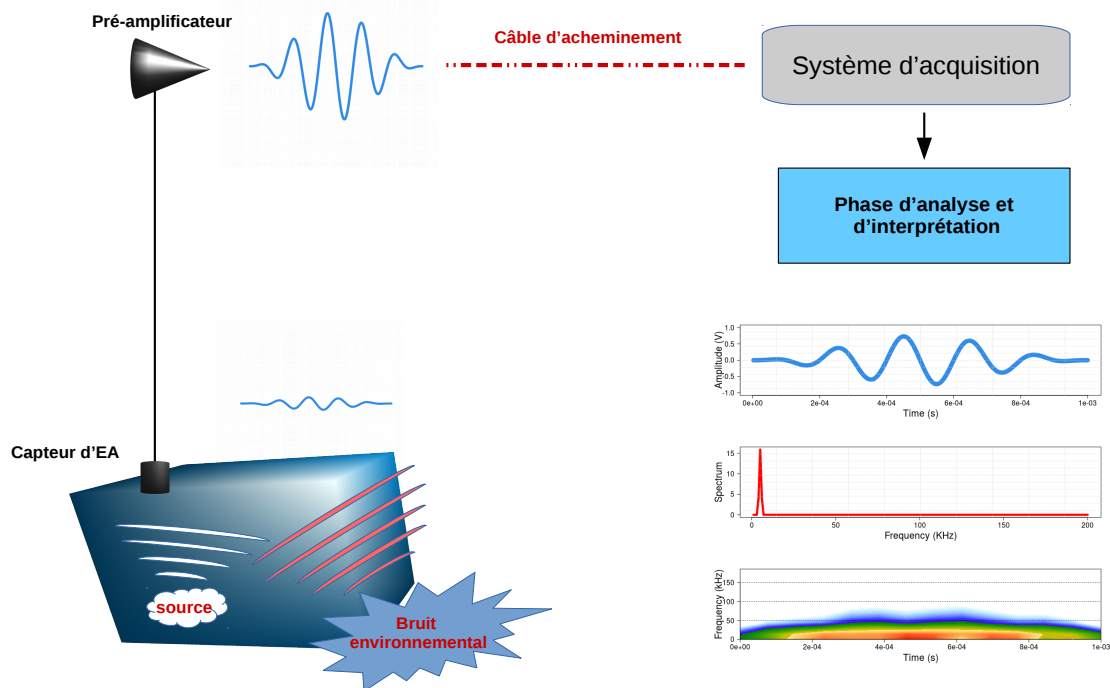 Pré-amplificateur
Câble d'acheminement
Système d'acquisition
Phase d'analyse et
d'interprétation
Capteur d'EA
source
Bruit
environnemental
Amplitude (V)
1.0
0.5
0.0
-0.5
-1.0
0e+00 2e-04 4e-04 6e-04 8e-04 1e-03
Time (s)
Spectrum
15
10
5
0
0 50 100 150 200
Frequency (KHz)
Frequency (kHz)
150
100
50
0
0e+00 2e-04 4e-04 6e-04 8e-04 1e-03
Time (s)